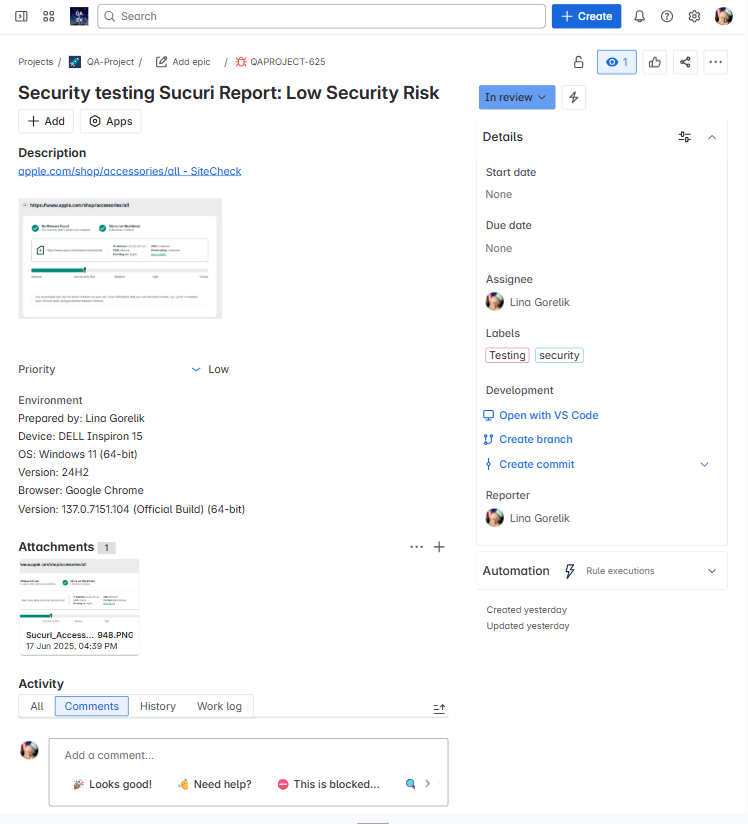 Search
Create
1
Projects / QA-Project / Add epic / QAPROJECT-625
Security testing Sucuri Report: Low Security Risk
Add
Apps
Description
apple.com/shop/accessories/all - SiteCheck
https://www.apple.com/shop/accessories/all
Priority
Low
Environment
Prepared by: Lina Gorelik
Device: DELL Inspiron 15
OS: Windows 11 (64-bit)
Version: 24H2
Browser: Google Chrome
Version: 137.0.7151.104 (Official Build) (64-bit)
Attachments 1
Sucuri_Access... 948.PNG
17 Jun 2025, 04:39 PM
Activity
All
Comments
History
Work log
Add a comment...
Looks good!
Need help?
This is blocked...
In review
Details
Start date
None
Due date
None
Assignee
Lina Gorelik
Labels
Testing
security
Development
Open with VS Code
Create branch
Create commit
Reporter
Lina Gorelik
Automation
Rule executions
Created yesterday
Updated yesterday